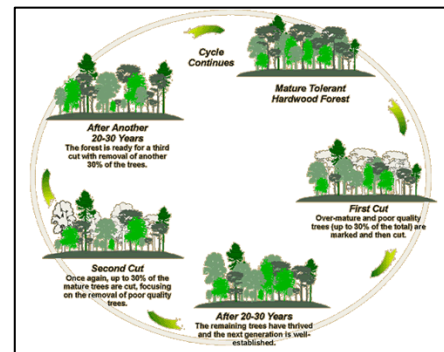 Cycle
Continues
Mature Tolerant
Hardwood Forest
First Cut
Over-mature and poor quality
trees (up to 30% of the total) are
marked and then cut.
After 20-30 Years
The remaining trees have thrived
and the next generation is well-
established.
Second Cut
Once again, up to 30% of the
mature trees are cut, focusing
on the removal of poor quality
trees.
After Another
20-30 Years
The forest is ready for a third
cut with removal of another
30% of the trees.